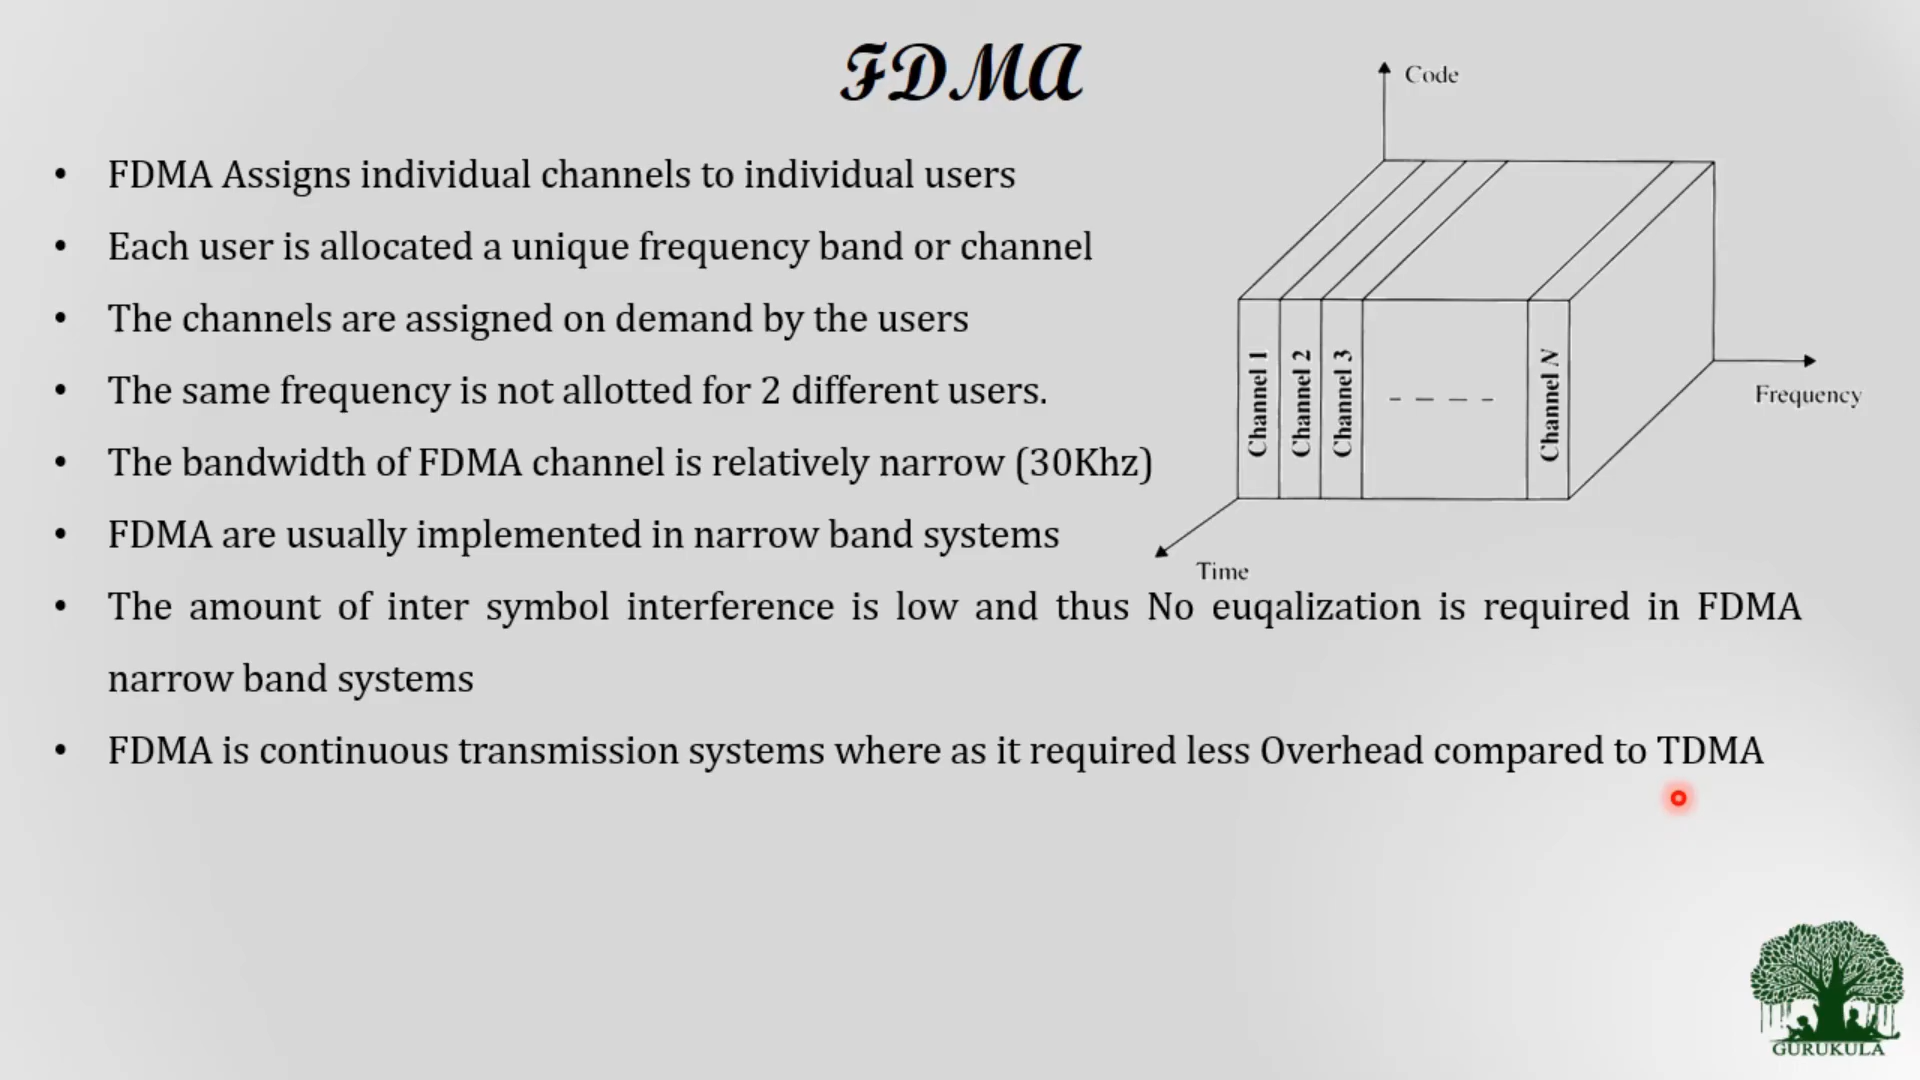 FDMA
Code
• FDMA Assigns individual channels to individual users
• Each user is allocated a unique frequency band or channel
• The channels are assigned on demand by the users
• The same frequency is not allotted for 2 different users.
• The bandwidth of FDMA channel is relatively narrow (30Khz)
• FDMA are usually implemented in narrow band systems
Channel 1
Channel 2
Channel 3
Channel N
Frequency
Time
• The amount of inter symbol interference is low and thus No euqalization is required in FDMA
narrow band systems
• FDMA is continuous transmission systems where as it required less Overhead compared to TDMA
GURUKULA